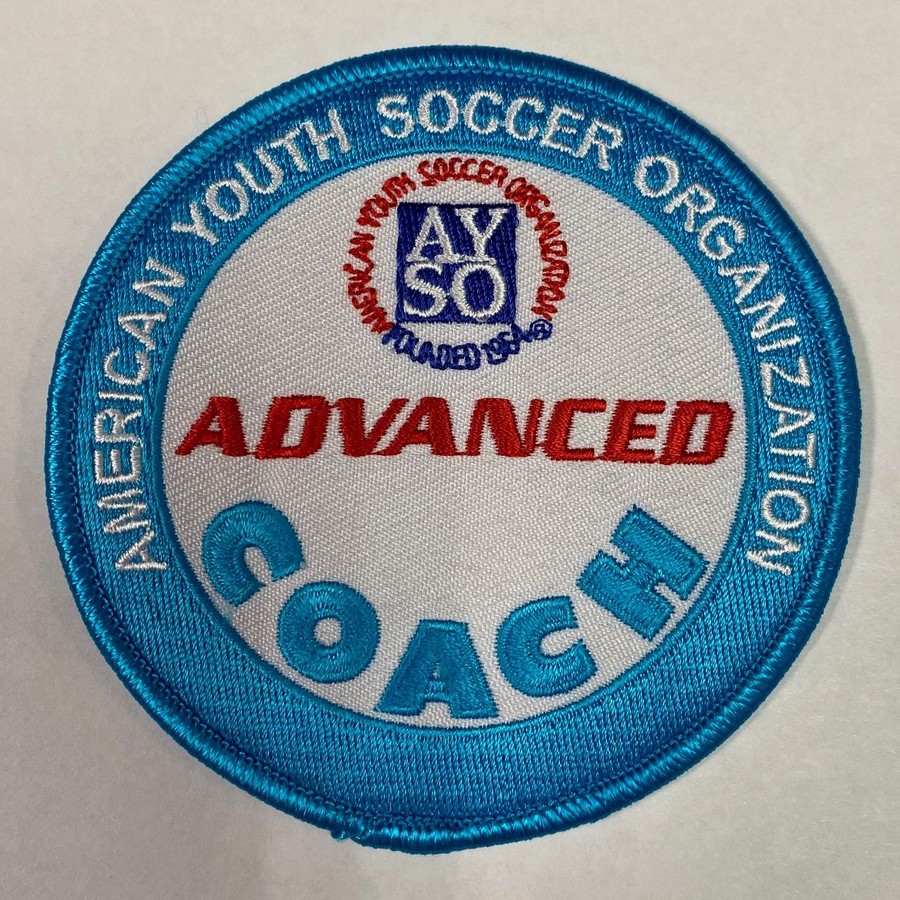 AMERICAN YOUTH SOCCER ORGANIZATION
AMERICAN YOUTH SOCCER ORGANIZATION
AY
SO
FOUNDED 1964 ®
ADVANCED
COACH